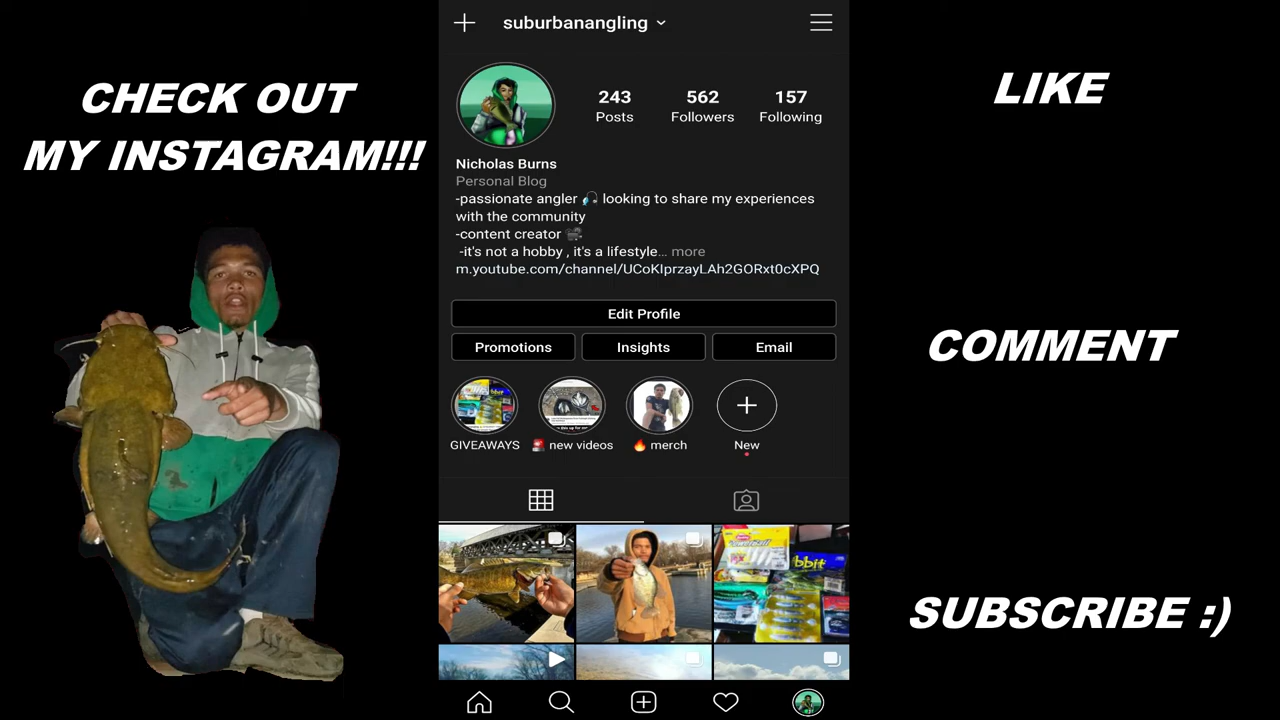 CHECK OUT
MY INSTAGRAM!!!
suburbanangling
243 562 157
Posts Followers Following
Nicholas Burns
Personal Blog
-passionate angler 🎣 looking to share my experiences
with the community
-content creator 🎥
-it's not a hobby , it's a lifestyle... more
m.youtube.com/channel/UCoKIprzayLAh2GORxt0cXPQ
Edit Profile
Promotions Insights Email
GIVEAWAYS 🚨 new videos 🔥 merch New
LIKE
COMMENT
SUBSCRIBE :)